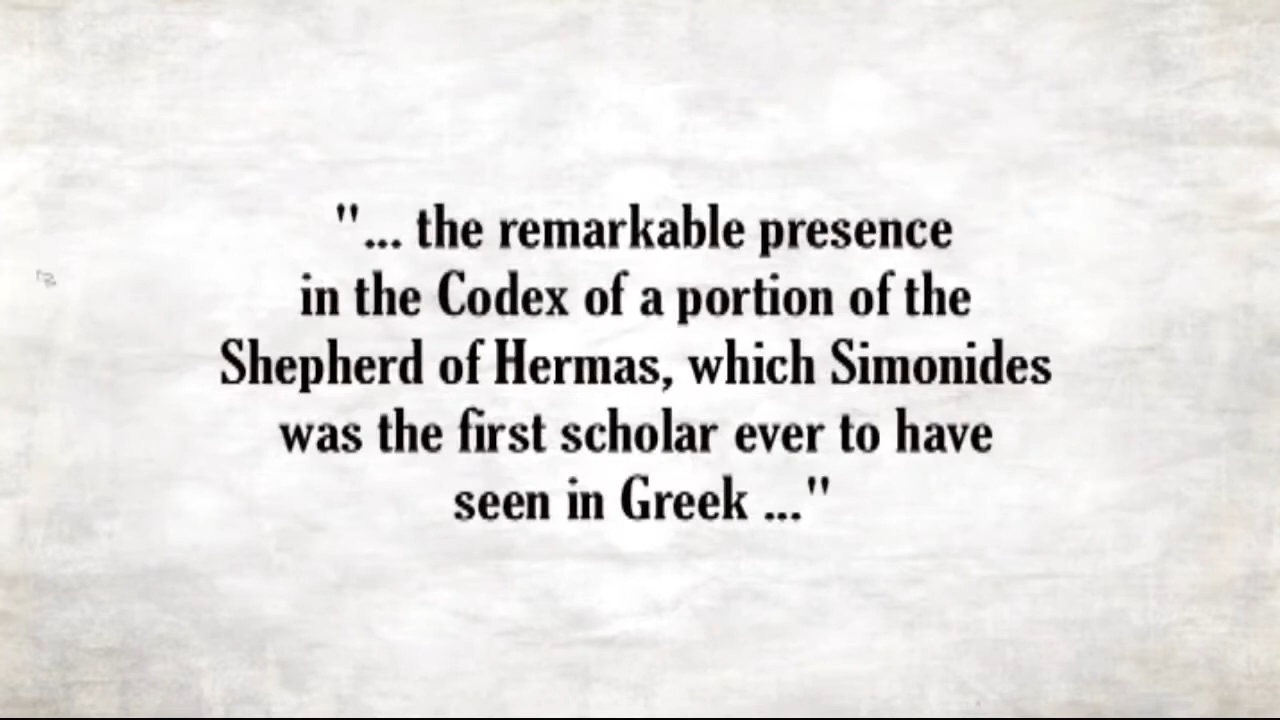 "... the remarkable presence
in the Codex of a portion of the
Shepherd of Hermas, which Simonides
was the first scholar ever to have
seen in Greek ..."